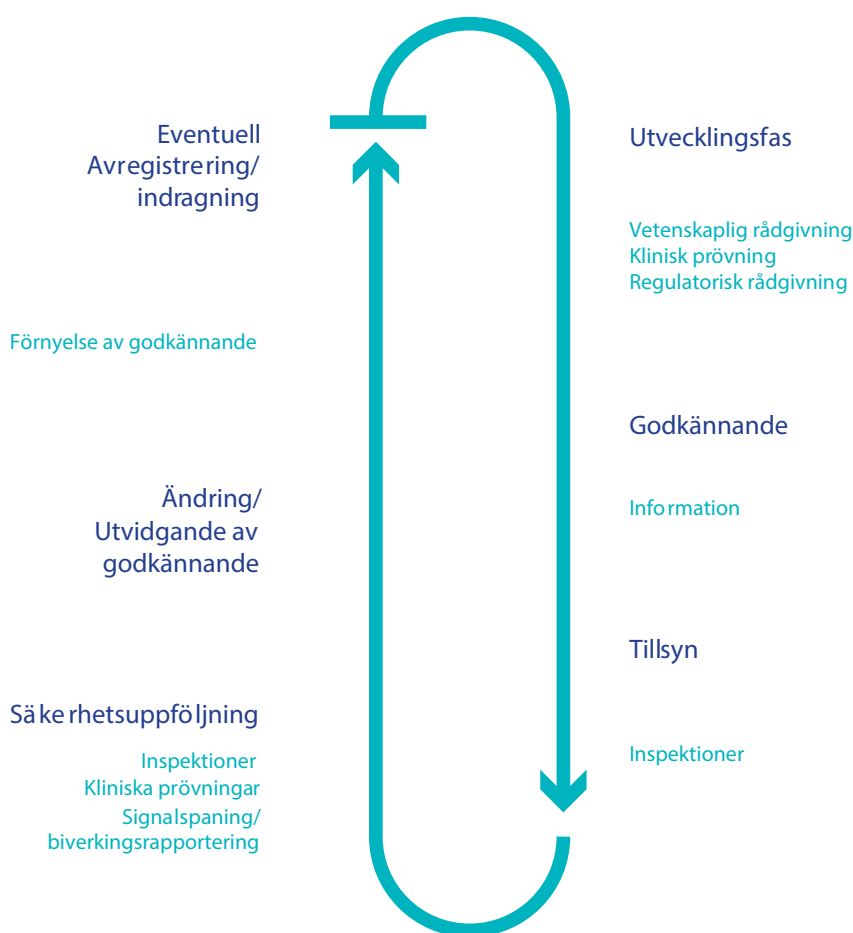 Eventuell
Avregistrering/
indragning
Förnyelse av godkännande
Ändring/
Utvidgande av
godkännande
Säkerhetsuppföljning
Inspektioner
Kliniska prövningar
Signalspaning/
biverkingsrapportering
Utvecklingsfas
Vetenskaplig rådgivning
Klinisk prövning
Regulatorisk rådgivning
Godkännande
Information
Tillsyn
Inspektioner